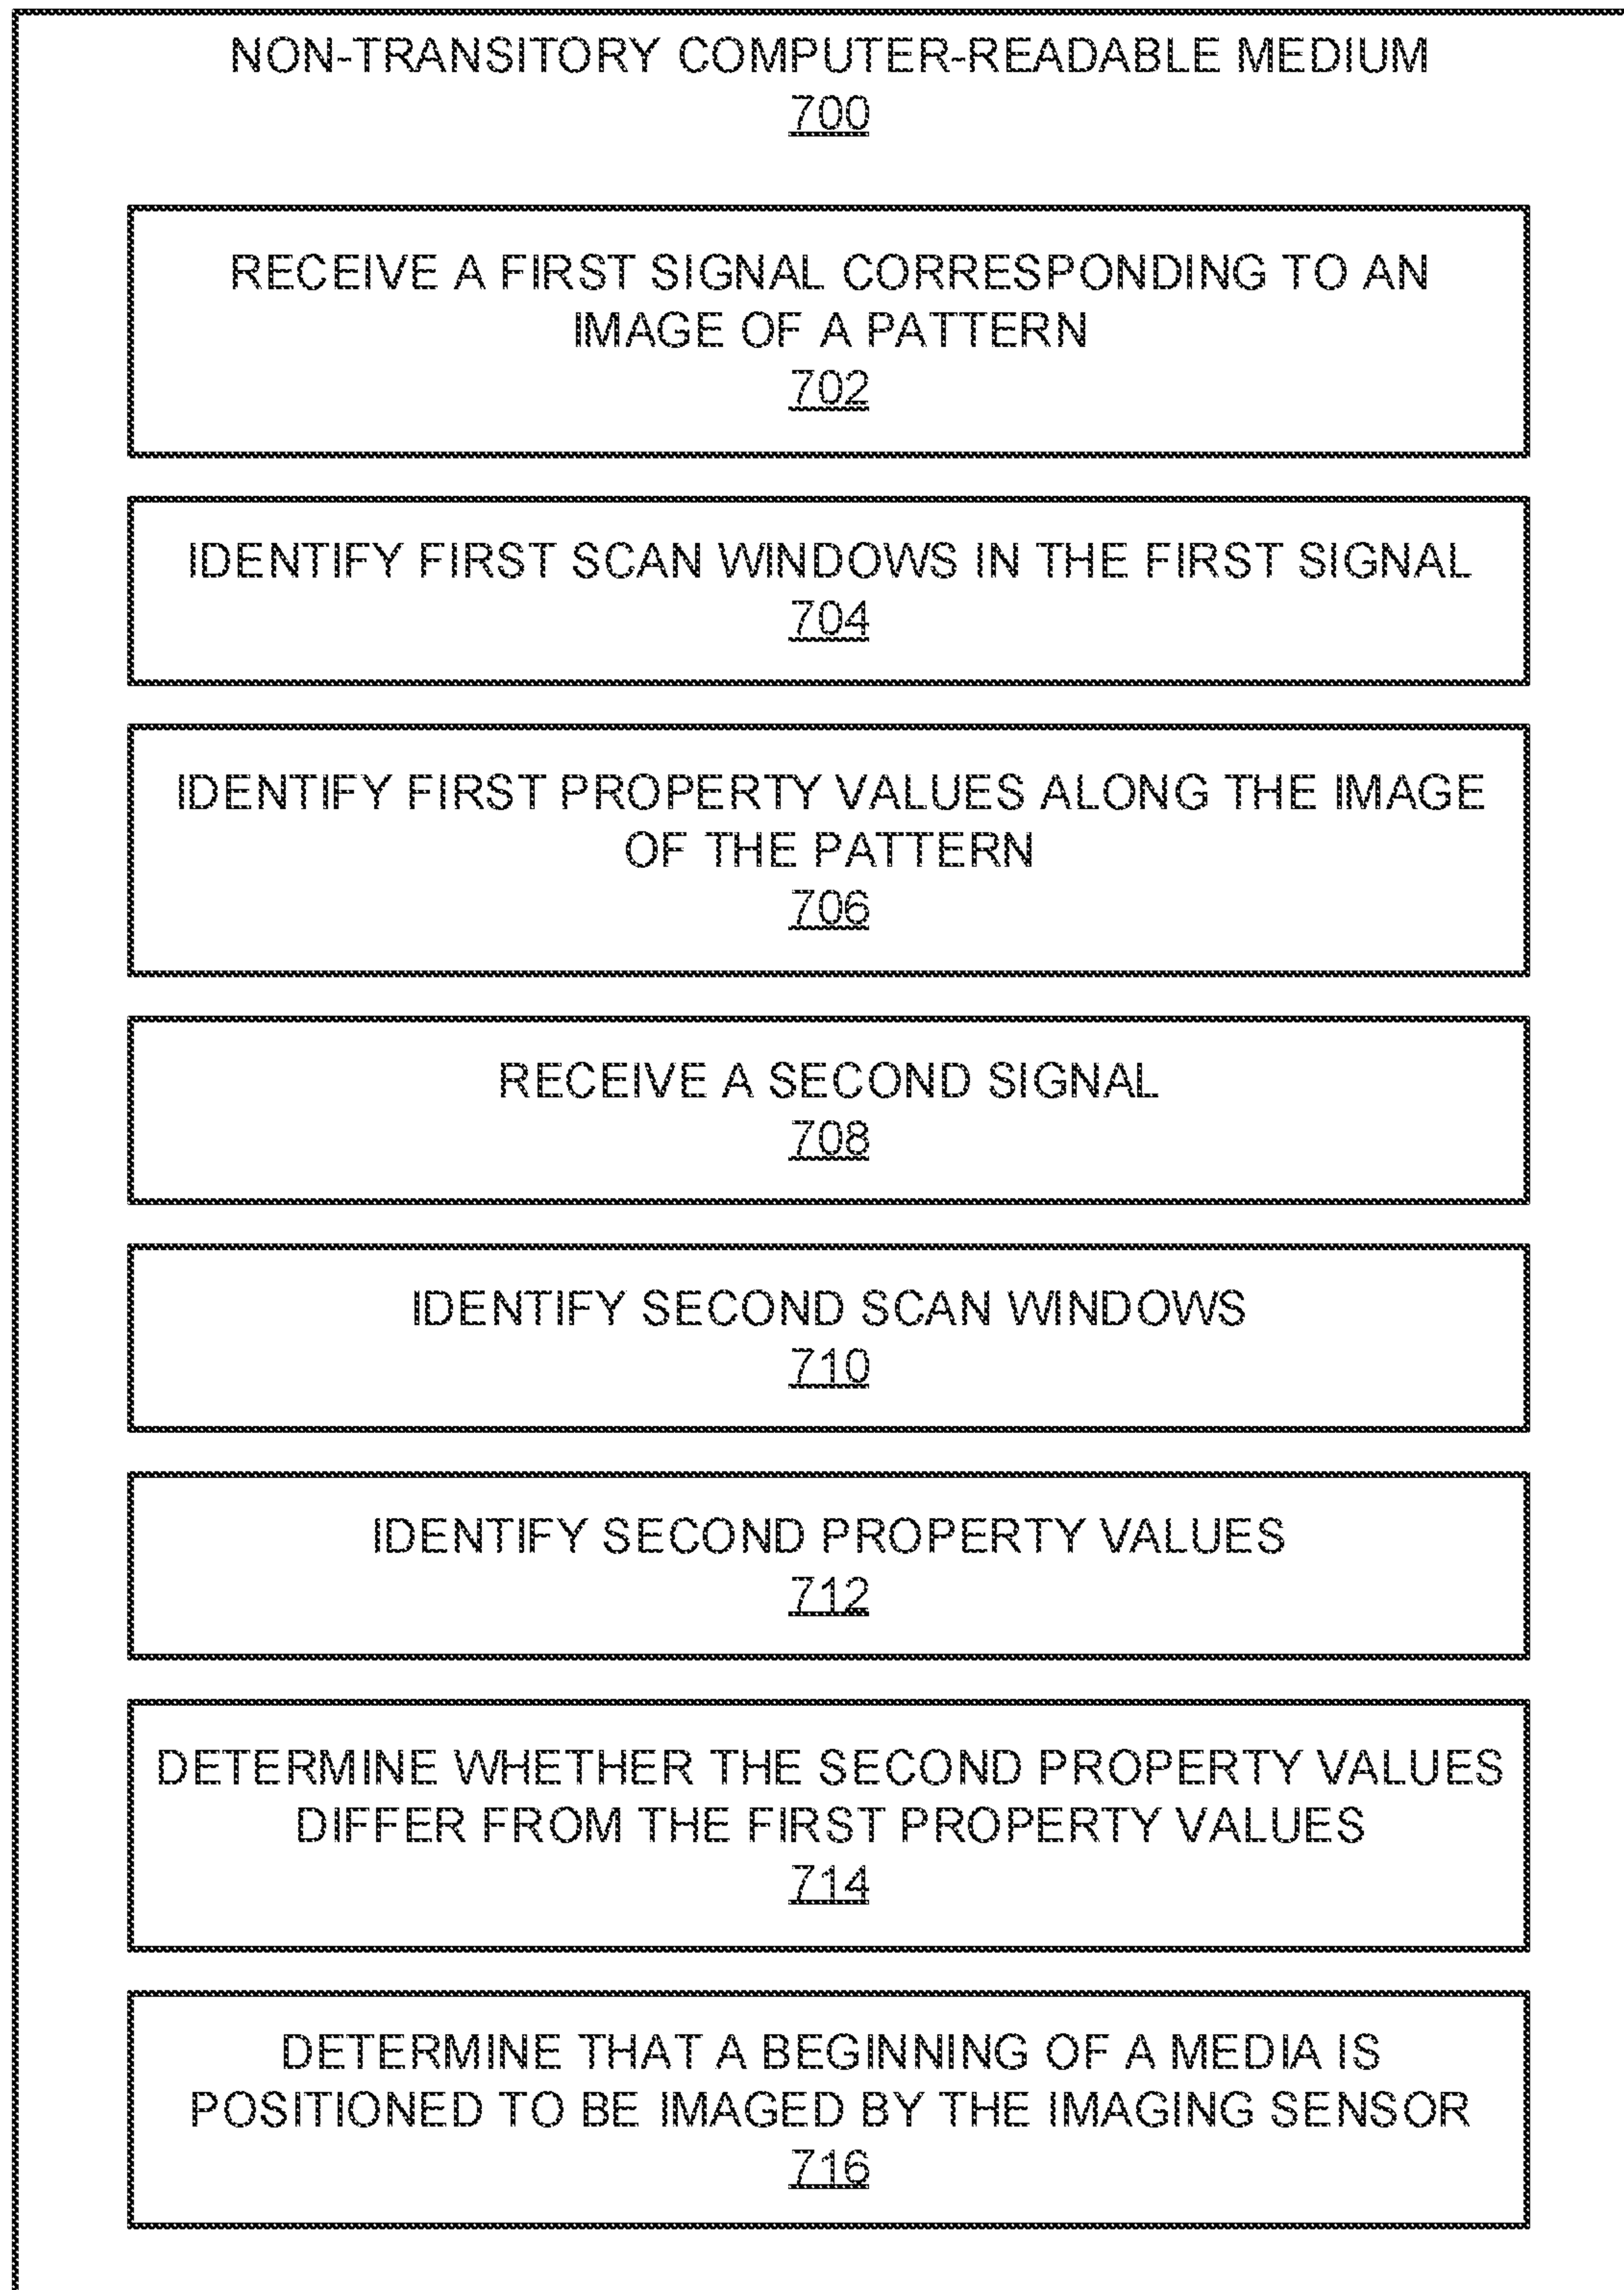 NON-TRANSITORY COMPUTER-READABLE MEDIUM
700
RECEIVE A FIRST SIGNAL CORRESPONDING TO AN
IMAGE OF A PATTERN
702
IDENTIFY FIRST SCAN WINDOWS IN THE FIRST SIGNAL
704
IDENTIFY FIRST PROPERTY VALUES ALONG THE IMAGE
OF THE PATTERN
706
RECEIVE A SECOND SIGNAL
708
IDENTIFY SECOND SCAN WINDOWS
710
IDENTIFY SECOND PROPERTY VALUES
712
DETERMINE WHETHER THE SECOND PROPERTY VALUES
DIFFER FROM THE FIRST PROPERTY VALUES
714
DETERMINE THAT A BEGINNING OF A MEDIA IS
POSITIONED TO BE IMAGED BY THE IMAGING SENSOR
716